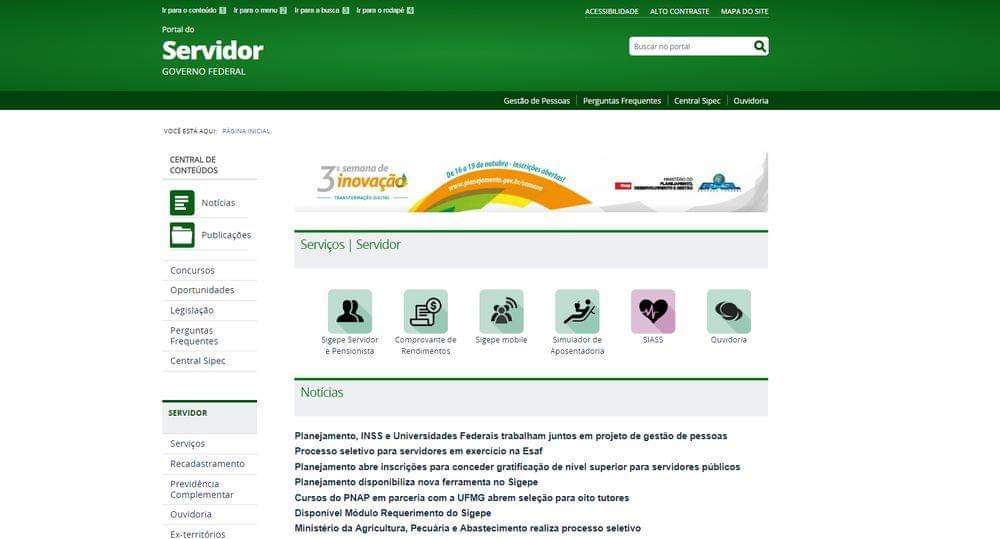 Ir para o conteúdo 1 Ir para o menu 2 Ir para a busca 3 Ir para o rodapé 4
ACESSIBILIDADE ALTO CONTRASTE MAPA DO SITE
Portal do
Servidor
GOVERNO FEDERAL
Buscar no portal
Gestão de Pessoas Perguntas Frequentes Central Sipec Ouvidoria
VOCÊ ESTÁ AQUI: PÁGINA INICIAL
CENTRAL DE
CONTEÚDOS
Notícias
Publicações
Concursos
Oportunidades
Legislação
Perguntas
Frequentes
Central Sipec
SERVIDOR
Serviços
Recadastramento
Previdência
Complementar
Ouvidoria
Ex-territórios
3ª semana de
inovação
TRANSFORMAÇÃO DIGITAL
De 16 a 19 de outubro - inscrições abertas!
www.planejamento.gov.br/semana
MINISTÉRIO DO
PLANEJAMENTO,
DESENVOLVIMENTO E GESTÃO
Serviços | Servidor
Sigepe Servidor
e Pensionista
Comprovante de
Rendimentos
Sigepe mobile
Simulador de
Aposentadoria
SIASS
Ouvidoria
Notícias
Planejamento, INSS e Universidades Federais trabalham juntos em projeto de gestão de pessoas
Processo seletivo para servidores em exercício na Esaf
Planejamento abre inscrições para conceder gratificação de nível superior para servidores públicos
Planejamento disponibiliza nova ferramenta no Sigepe
Cursos do PNAP em parceria com a UFMG abrem seleção para oito tutores
Disponível Módulo Requerimento do Sigepe
Ministério da Agricultura, Pecuária e Abastecimento realiza processo seletivo